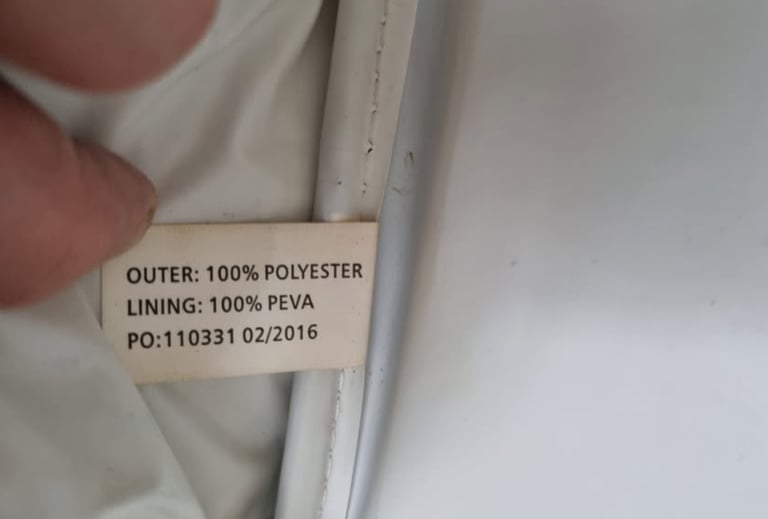 OUTER: 100% POLYESTER
LINING: 100% PEVA
PO:110331 02/2016